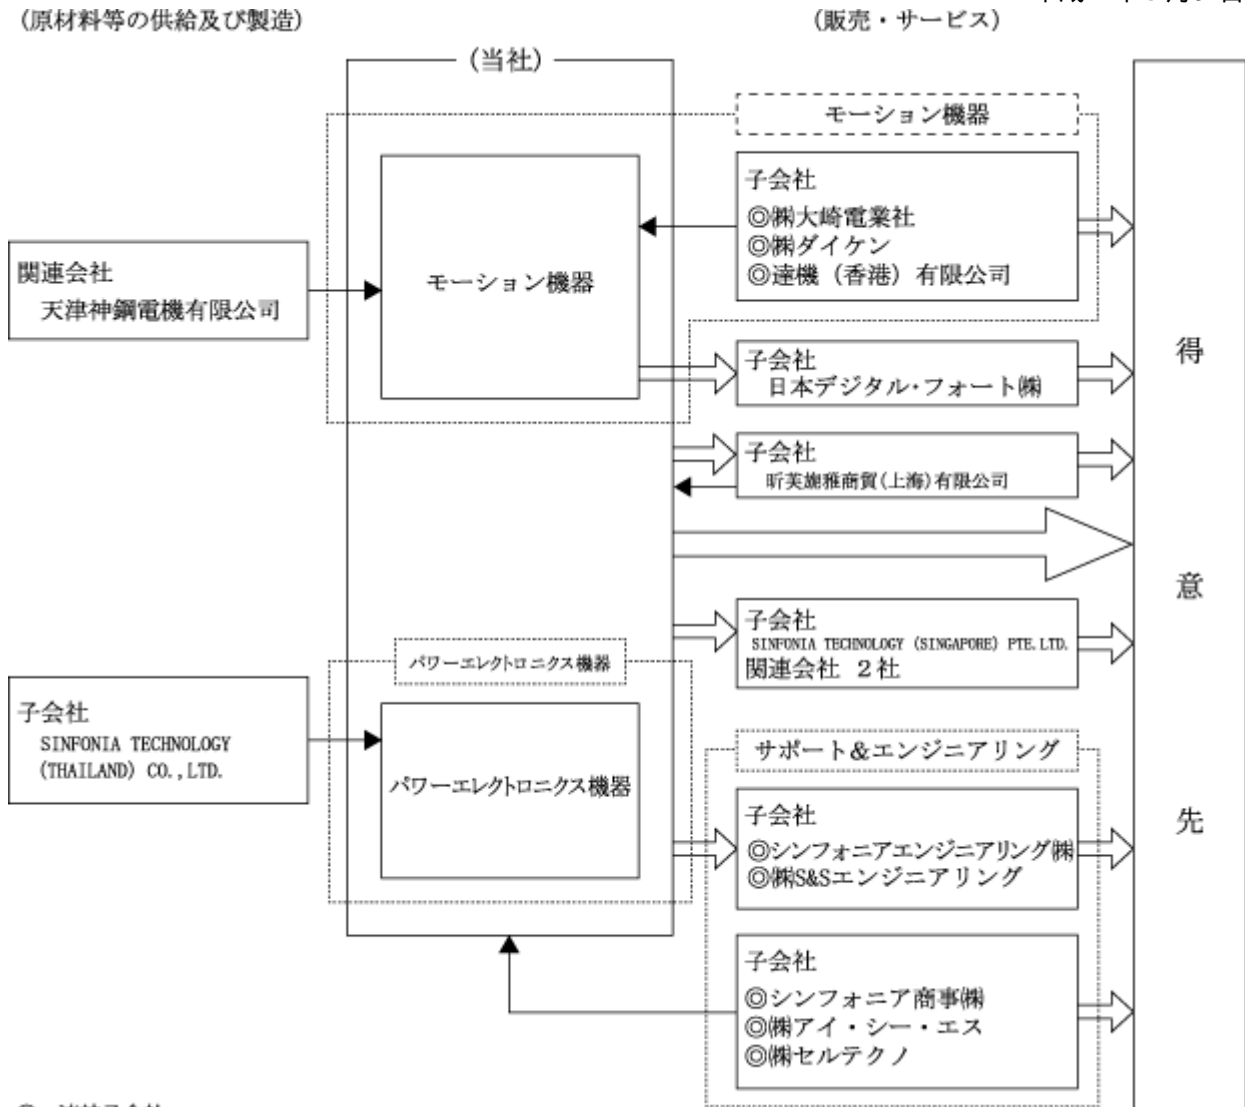 (原材料等の供給及び製造)
(販売・サービス)
(当社)
モーション機器
子会社
◎㈱大崎電業社
◎㈱ダイケン
◎達機（香港）有限公司
関連会社
天津神鋼電機有限公司
モーション機器
子会社
日本デジタル・フォート㈱
子会社
昕芙旎雅商貿(上海)有限公司
子会社
SINFONIA TECHNOLOGY (SINGAPORE) PTE.LTD.
関連会社 2社
パワーエレクトロニクス機器
子会社
SINFONIA TECHNOLOGY
(THAILAND) CO.,LTD.
パワーエレクトロニクス機器
サポート＆エンジニアリング
子会社
◎シンフォニアエンジニアリング㈱
◎㈱S&Sエンジニアリング
子会社
◎シンフォニア商事㈱
◎㈱アイ・シー・エス
◎㈱セルテクノ
得意先